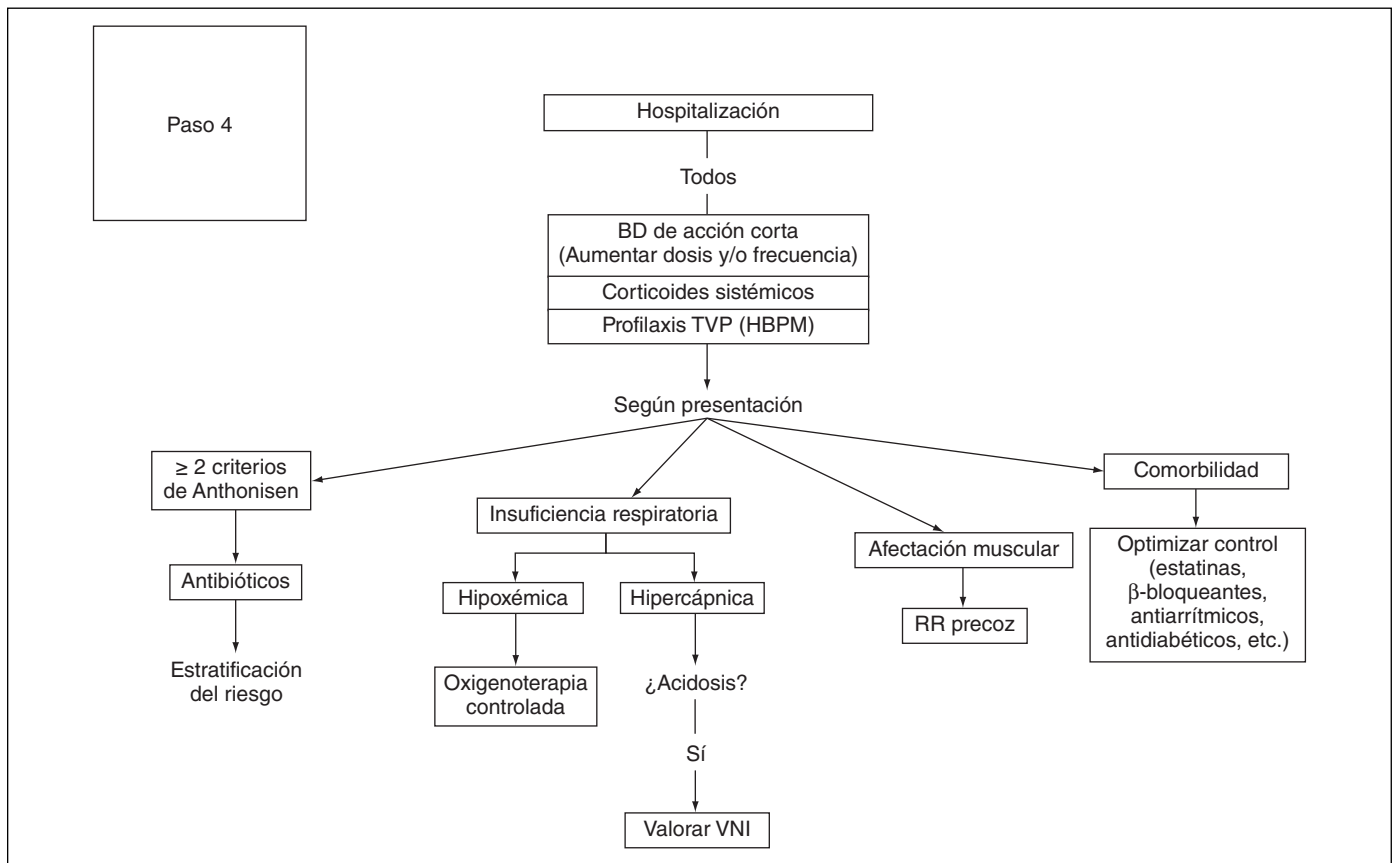 Paso 4
Hospitalización
Todos
BD de acción corta
(Aumentar dosis y/o frecuencia)
Corticoides sistémicos
Profilaxis TVP (HBPM)
Según presentación
≥ 2 criterios
de Anthonisen
Antibióticos
Estratificación
del riesgo
Insuficiencia respiratoria
Hipoxémica
Oxigenoterapia
controlada
Hipercápnica
¿Acidosis?
Sí
Valorar VNI
Afectación muscular
RR precoz
Comorbilidad
Optimizar control
(estatinas,
β-bloqueantes,
antiarrítmicos,
antidiabéticos, etc.)